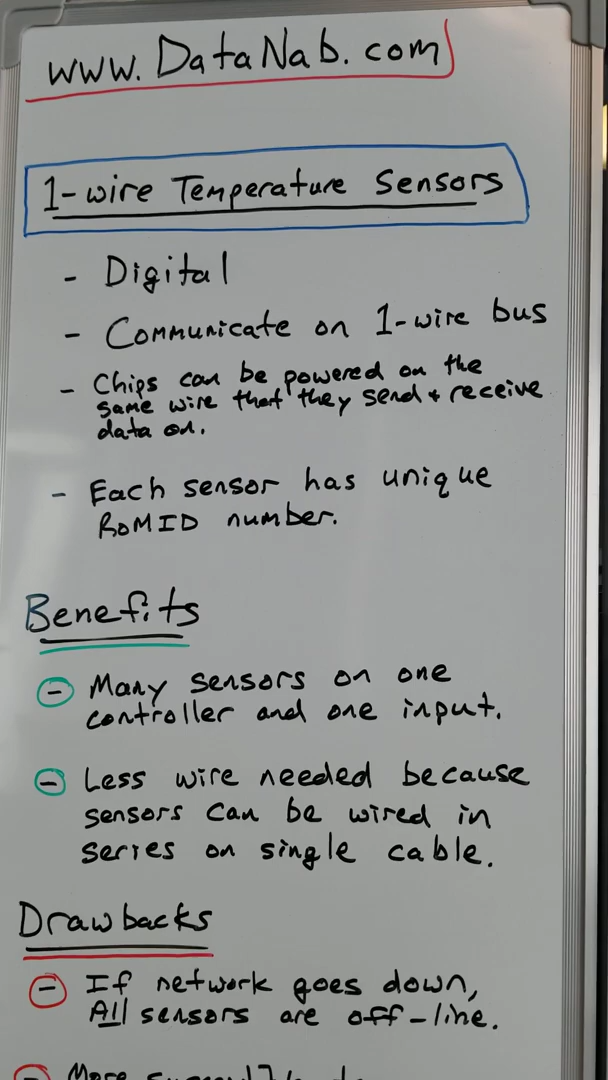 www.DataNab.com
1-wire Temperature Sensors
- Digital
- Communicate on 1-wire bus
- Chips can be powered on the
same wire that they send + receive
data on.
- Each sensor has unique
ROMID number.
Benefits
- Many sensors on one
controller and one input.
- Less wire needed because
sensors can be wired in
series on single cable.
Drawbacks
- If network goes down,
All sensors are off-line.
- More